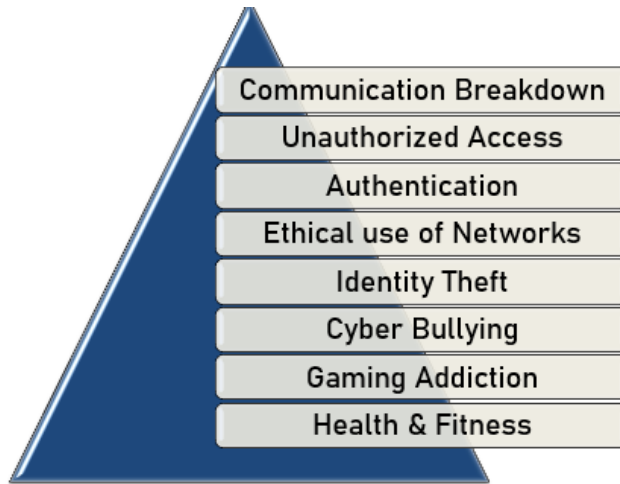 Communication Breakdown
Unauthorized Access
Authentication
Ethical use of Networks
Identity Theft
Cyber Bullying
Gaming Addiction
Health & Fitness